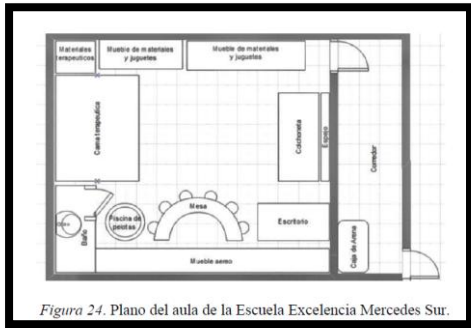 Materiales
terapeuticos
Mueble de materiales
y juguetes
Mueble de materiales
y juguetes
Cama terapeutica
Colchoneta
Espejo
Corredor
Mesa
Piscina de
pelotas
Baño
Escritorio
Caja de Arena
Mueble aereo
Figura 24. Plano del aula de la Escuela Excelencia Mercedes Sur.